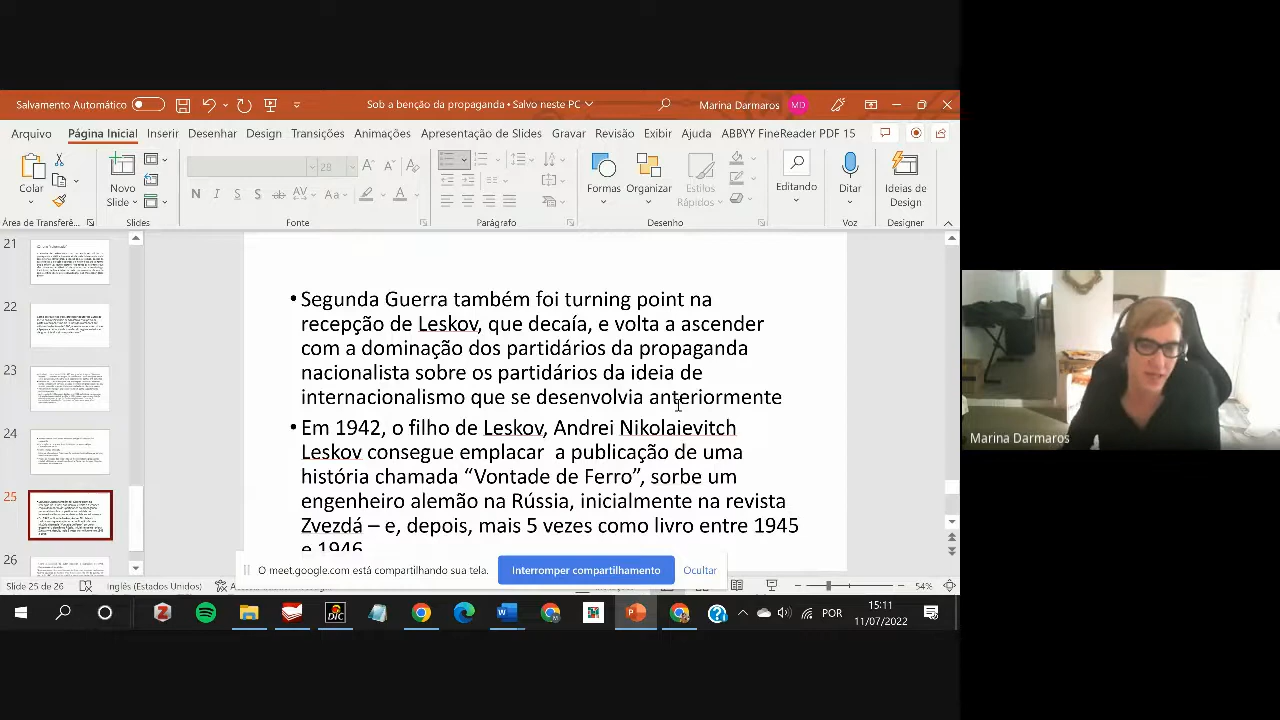 Salvamento Automático
Sob a benção da propaganda • Salvo neste PC
Marina Darmaros
MD
Arquivo
Página Inicial
Inserir
Desenhar
Design
Transições
Animações
Apresentação de Slides
Gravar
Revisão
Exibir
Ajuda
ABBYY FineReader PDF 15
Colar
Novo
Slide
28
N
I
S
S
ab
AV
Aa
A
Formas
Organizar
Estilos
Rápidos
Editando
Ditar
Ideias de
Design
Área de Transferê...
Slides
Fonte
Parágrafo
Desenho
Voz
Designer
21
22
23
24
25
26
• Segunda Guerra também foi turning point na
recepção de Leskov, que decaía, e volta a ascender
com a dominação dos partidários da propaganda
nacionalista sobre os partidários da ideia de
internacionalismo que se desenvolvia anteriormente
• Em 1942, o filho de Leskov, Andrei Nikolaievitch
Leskov consegue emplacar a publicação de uma
história chamada “Vontade de Ferro”, sorbe um
engenheiro alemão na Rússia, inicialmente na revista
Zvezdá – e, depois, mais 5 vezes como livro entre 1945
e 1946
O meet.google.com está compartilhando sua tela.
Interromper compartilhamento
Ocultar
Slide 25 de 26
Inglês (Estados Unidos)
54%
DIC
POR
15:11
11/07/2022
Marina Darmaros